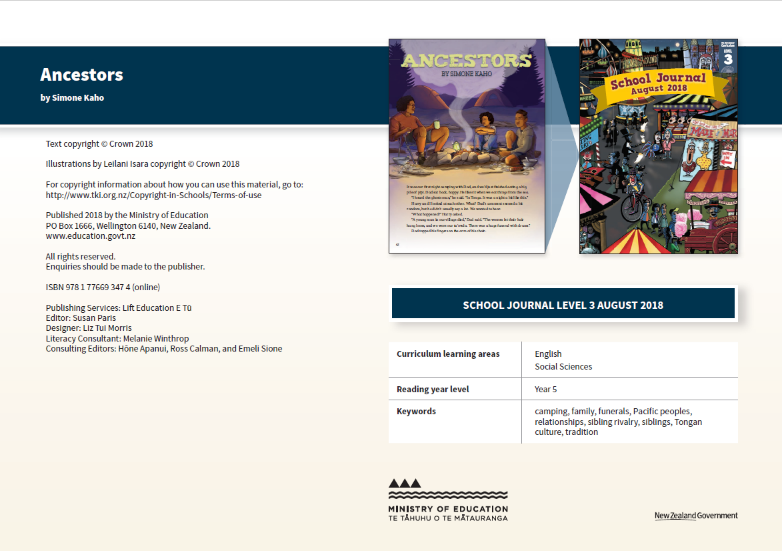 Ancestors
by Simone Kaho
Text copyright © Crown 2018
Illustrations by Leilani Isara copyright © Crown 2018
For copyright information about how you can use this material, go to:
http://www.tki.org.nz/Copyright-in-Schools/Terms-of-use
Published 2018 by the Ministry of Education
PO Box 1666, Wellington 6140, New Zealand.
www.education.govt.nz
All rights reserved.
Enquiries should be made to the publisher.
ISBN 978 1 77669 347 4 (online)
Publishing Services: Lift Education E Tū
Editor: Susan Paris
Designer: Liz Tui Morris
Literacy Consultant: Melanie Winthrop
Consulting Editors: Hōne Apanui, Ross Calman, and Emeli Sione
ANCESTORS
BY SIMONE KAHO
LEVEL
3
School Journal
August 2018
SCHOOL JOURNAL LEVEL 3 AUGUST 2018
Curriculum learning areas
English
Social Sciences
Reading year level
Year 5
Keywords
camping, family, funerals, Pacific peoples,
relationships, sibling rivalry, siblings, Tongan
culture, tradition
MINISTRY OF EDUCATION
TE TĀHUHU O TE MĀTAURANGA
New Zealand Government